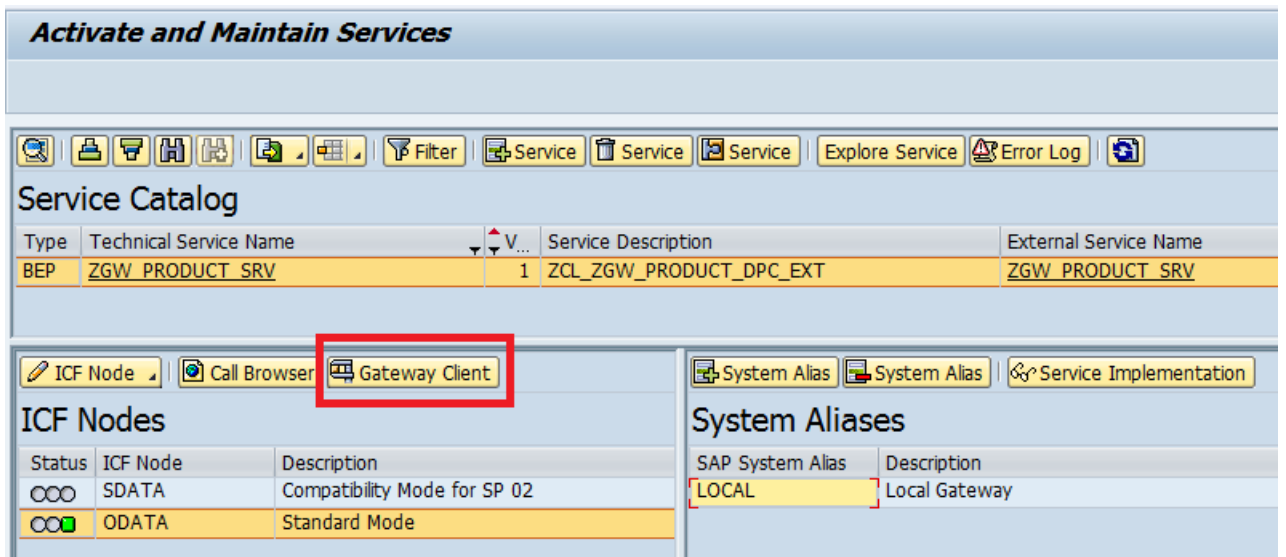 Activate and Maintain Services
Filter Service Service Service Explore Service Error Log
Service Catalog
Type Technical Service Name V... Service Description External Service Name
BEP ZGW_PRODUCT_SRV 1 ZCL_ZGW_PRODUCT_DPC_EXT ZGW_PRODUCT_SRV
ICF Node Call Browser Gateway Client
ICF Nodes
Status ICF Node Description
SDATA Compatibility Mode for SP 02
ODATA Standard Mode
System Alias System Alias Service Implementation
System Aliases
SAP System Alias Description
LOCAL Local Gateway